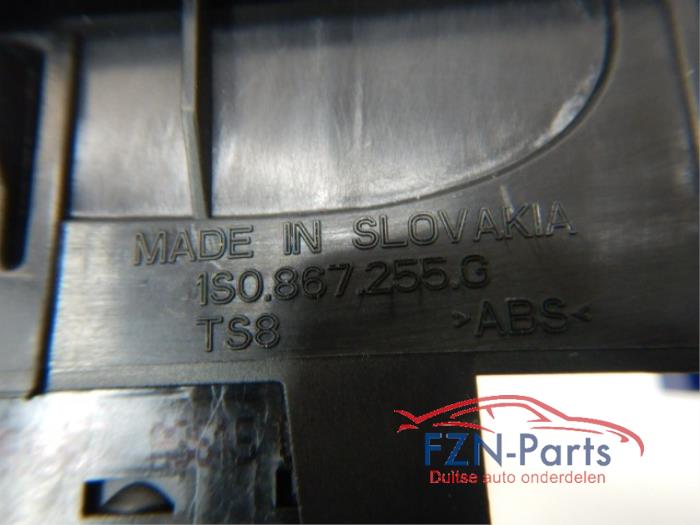 MADE IN SLOVAKIA
1S0.867.255.G
TS8 >ABS<
FZN-Parts
Duitse auto onderdelen